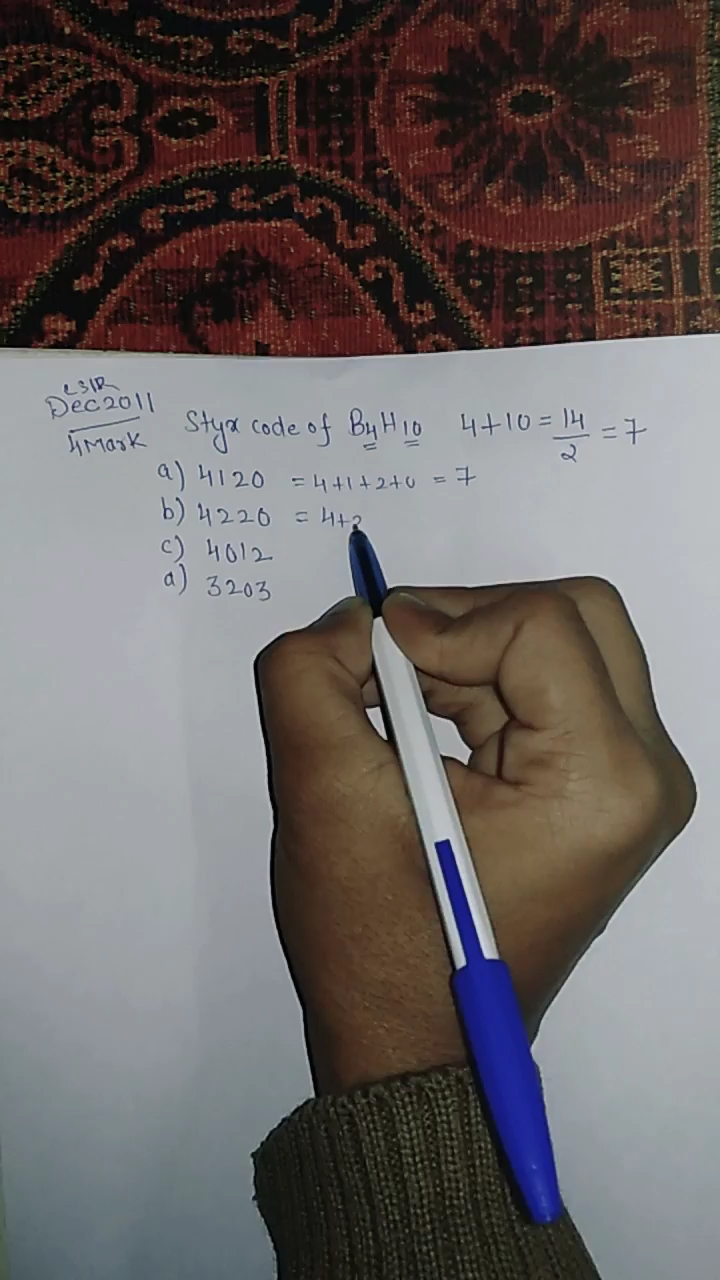 CSIR
Dec 2011
4 Mark
Styx code of B4H10 4+10 = 14/2 = 7
a) 4120 = 4+1+2+0 = 7
b) 4220 = 4+2
c) 4012
d) 3203